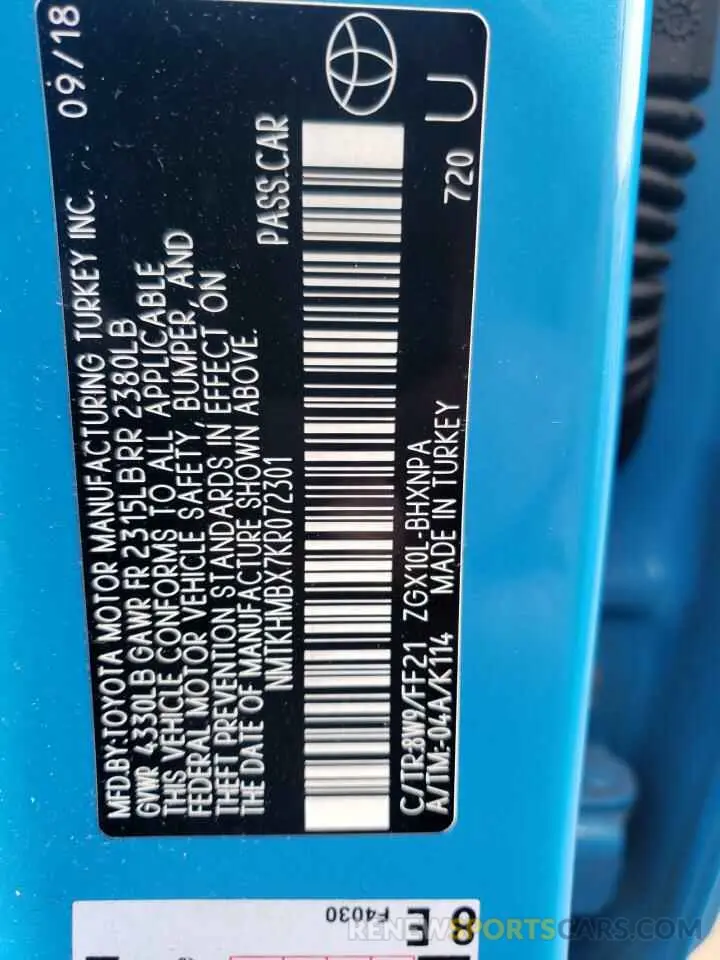 MFD.BY:TOYOTA MOTOR MANUFACTURING TURKEY INC. 09/18
GVWR 4330LB GAWR FR 2315LBRR 2380LB
THIS VEHICLE CONFORMS TO ALL APPLICABLE
FEDERAL MOTOR VEHICLE SAFETY, BUMPER, AND
THEFT PREVENTION STANDARDS IN EFFECT ON
THE DATE OF MANUFACTURE SHOWN ABOVE.
NMTKHMBX7KR072301 PASS.CAR
C/TR:8W9/FF21 ZGX10L-BHXNPA 720 U
A/TM:-04A/K114 MADE IN TURKEY
F4030
8E
RENEWSPORTSCARS.COM